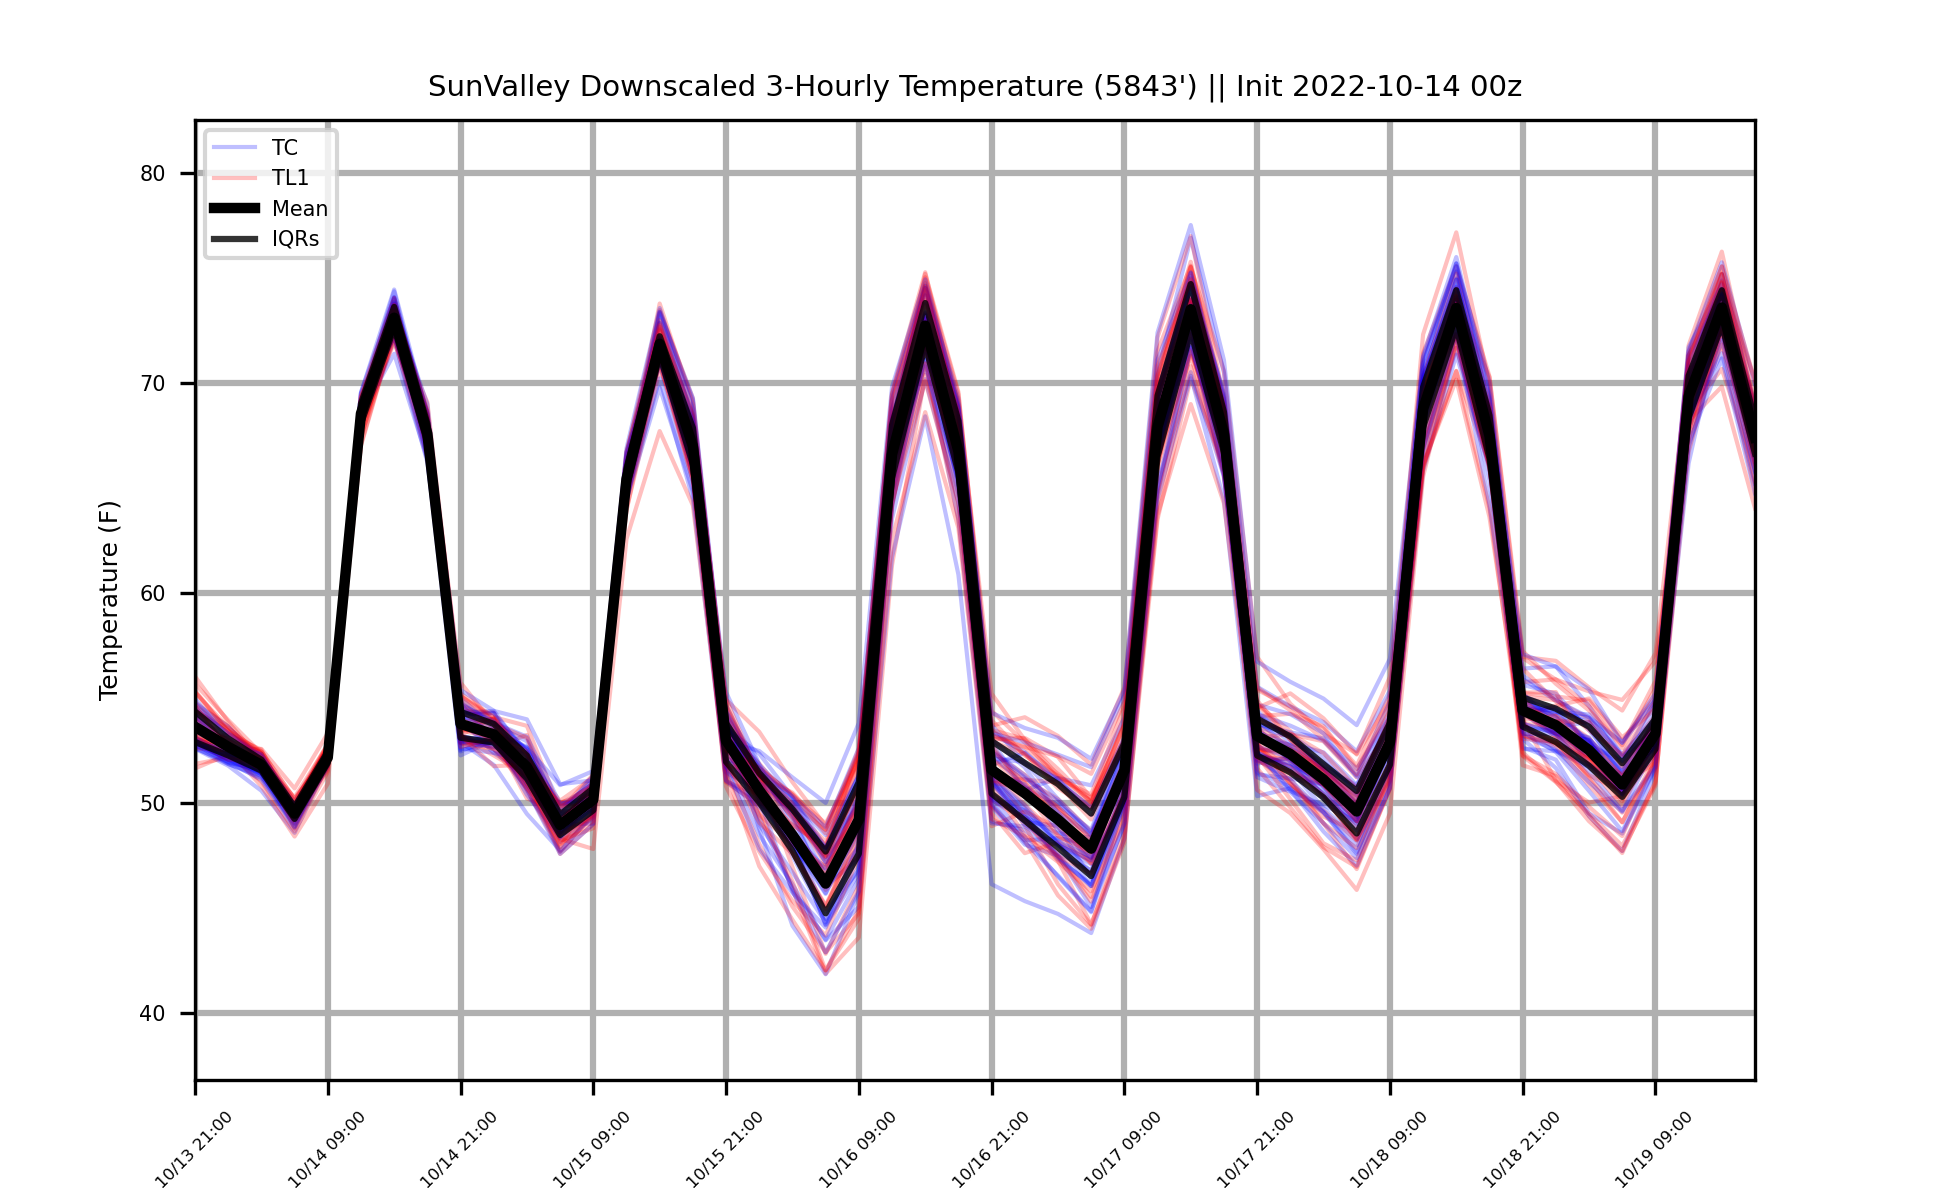 SunValley Downscaled 3-Hourly Temperature (5843') || Init 2022-10-14 00z
TC
TL1
Mean
IQRs
Temperature (F)
80
70
60
50
40
10/13 21:00
10/14 09:00
10/14 21:00
10/15 09:00
10/15 21:00
10/16 09:00
10/16 21:00
10/17 09:00
10/17 21:00
10/18 09:00
10/18 21:00
10/19 09:00